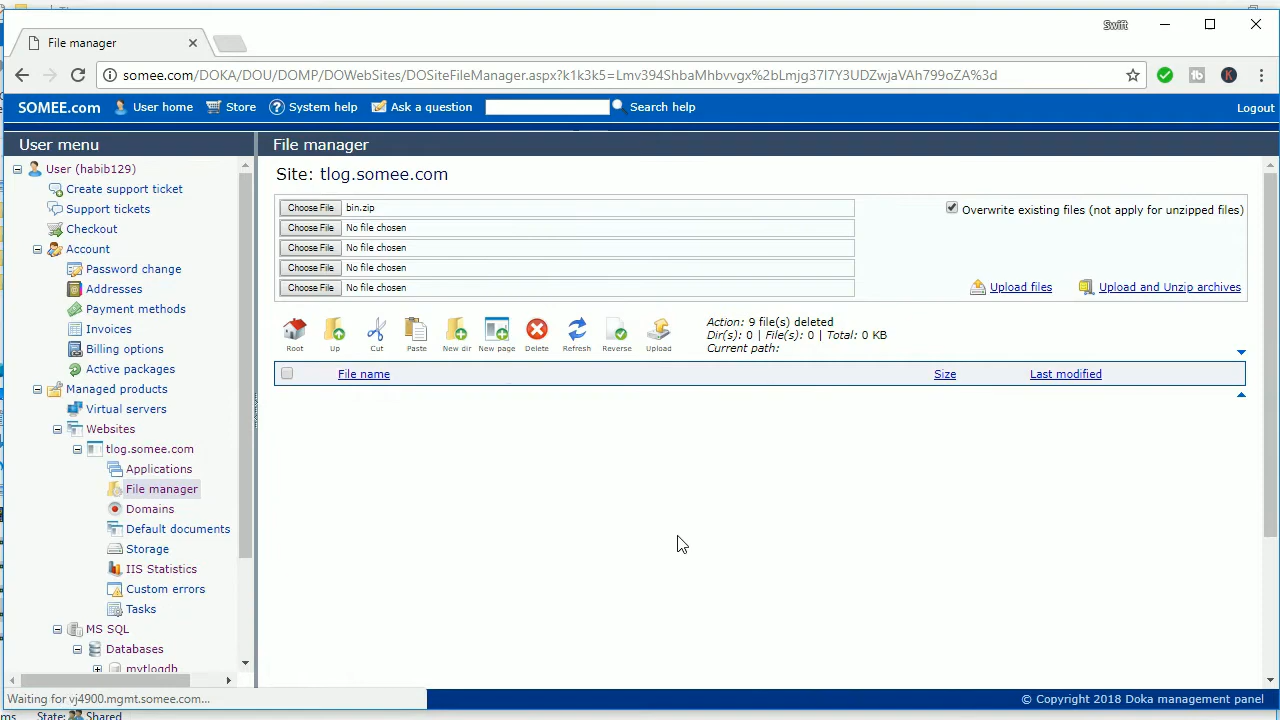 Swift
File manager
somee.com/DOKA/DOU/DOMP/DOWebSites/DOSiteFileManager.aspx?k1k3k5=Lmv394ShbaMhbvvgx%2bLmjg37I7Y3UDZwjaVAh799oZA%3d
SOMEE.com User home Store System help Ask a question Search help Logout
User menu
File manager
User (habib129)
Create support ticket
Support tickets
Checkout
Account
Password change
Addresses
Payment methods
Invoices
Billing options
Active packages
Managed products
Virtual servers
Websites
tlog.somee.com
Applications
File manager
Domains
Default documents
Storage
IIS Statistics
Custom errors
Tasks
MS SQL
Databases
mytlogdb
Site: tlog.somee.com
Choose File bin.zip
Choose File No file chosen
Choose File No file chosen
Choose File No file chosen
Choose File No file chosen
Overwrite existing files (not apply for unzipped files)
Upload files Upload and Unzip archives
Root Up Cut Paste New dir New page Delete Refresh Reverse Upload
Action: 9 file(s) deleted
Dir(s): 0 | File(s): 0 | Total: 0 KB
Current path:
File name Size Last modified
Waiting for vj4900.mgmt.somee.com...
© Copyright 2018 Doka management panel
State: Shared